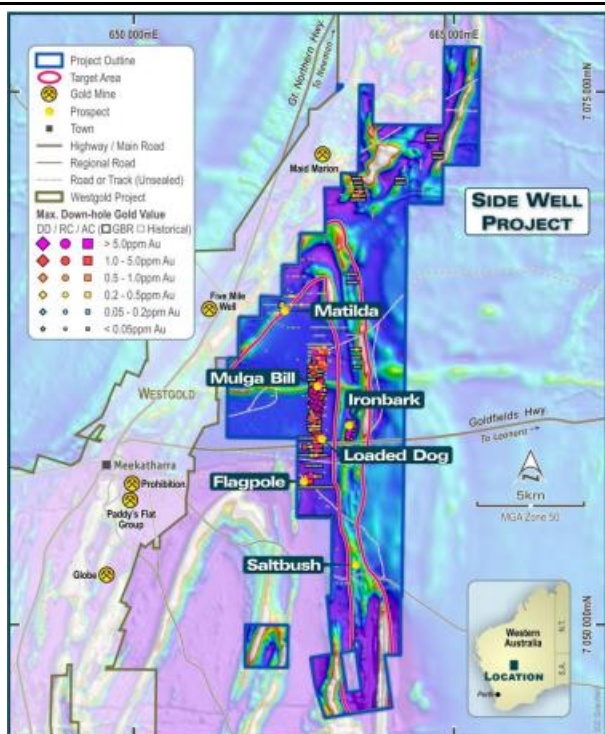 650 000mE
665 000mE
Project Outline
Target Area
Gold Mine
Prospect
Town
Highway / Main Road
Regional Road
Road or Track (Unsealed)
Westgold Project
Max. Down-hole Gold Value
DD / RC / AC (□GBR □ Historical)
> 5.0ppm Au
1.0 - 5.0ppm Au
0.5 - 1.0ppm Au
0.2 - 0.5ppm Au
0.05 - 0.2ppm Au
< 0.05ppm Au
Gt. Northern Hwy.
To Newman →
7 075 000mN
Maid Marion
SIDE WELL
PROJECT
Five Mile
Well
Matilda
Mulga Bill
WESTGOLD
Ironbark
Goldfields Hwy.
To Leonora →
Loaded Dog
Meekatharra
Flagpole
Prohibition
Paddy's Flat
Group
5km
MGA Zone 50
Globe
Saltbush
7 050 000mN
Western
Australia
N.T.
S.A.
LOCATION
Perth